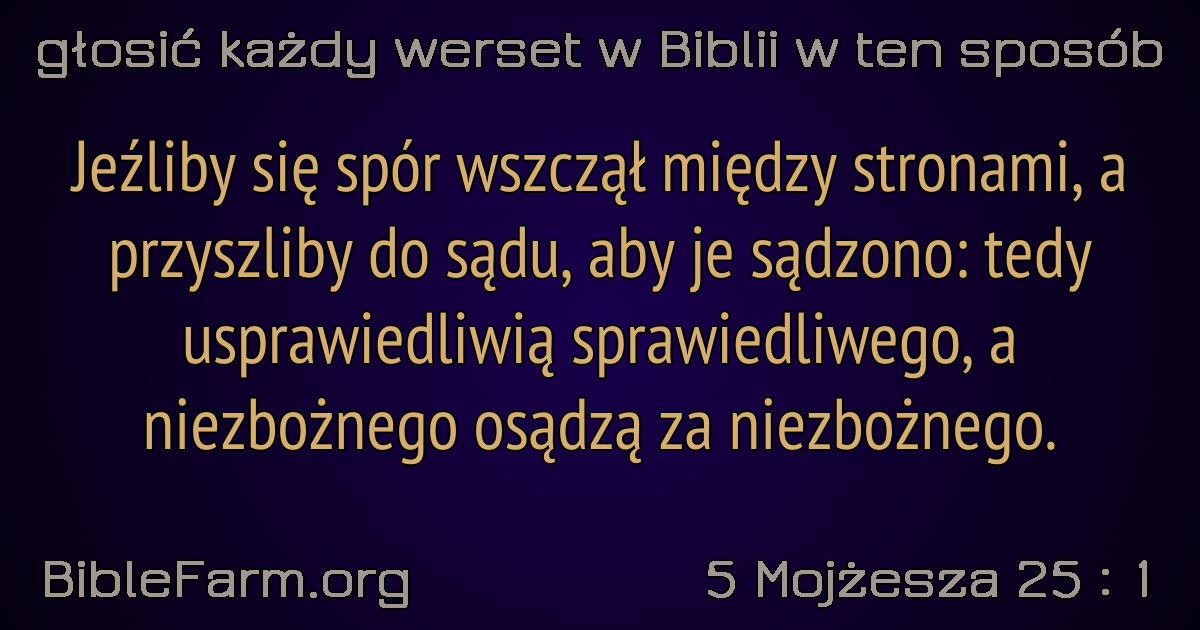 głosić każdy werset w Biblii w ten sposób
Jeźliby się spór wszczął między stronami, a
przyszliby do sądu, aby je sądzono: tedy
usprawiedliwią sprawiedliwego, a
niezbożnego osądzą za niezbożnego.
BibleFarm.org
5 Mojżesza 25 : 1